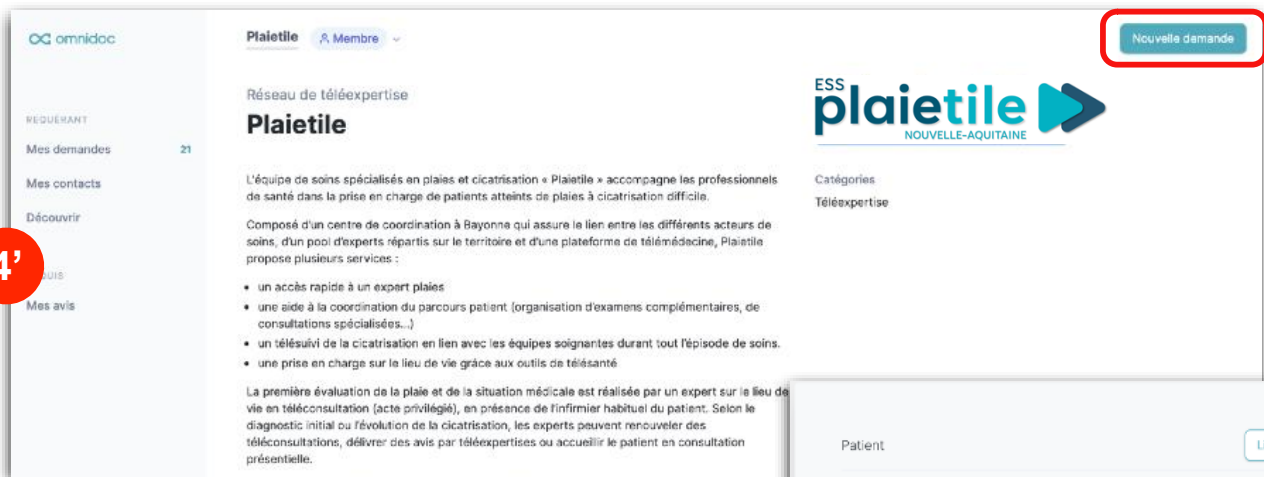 omnidoc
Plaietile Membre
Nouvelle demande
Réseau de téléexpertise
Plaietile
ESS
plaietile
NOUVELLE-AQUITAINE
REQUÉRANT
Mes demandes 21
Mes contacts
Découvrir
4’
Mes avis
L'équipe de soins spécialisés en plaies et cicatrisation « Plaietile » accompagne les professionnels
de santé dans la prise en charge de patients atteints de plaies à cicatrisation difficile.
Composé d'un centre de coordination à Bayonne qui assure le lien entre les différents acteurs de
soins, d'un pool d'experts répartis sur le territoire et d'une plateforme de télémédecine, Plaietile
propose plusieurs services :
• un accès rapide à un expert plaies
• une aide à la coordination du parcours patient (organisation d'examens complémentaires, de
consultations spécialisées...)
• un télésuivi de la cicatrisation en lien avec les équipes soignantes durant tout l'épisode de soins.
• une prise en charge sur le lieu de vie grâce aux outils de télésanté
La première évaluation de la plaie et de la situation médicale est réalisée par un expert sur le lieu de
vie en téléconsultation (acte privilégié), en présence de l'infirmier habituel du patient. Selon le
diagnostic initial ou l'évolution de la cicatrisation, les experts peuvent renouveler des
téléconsultations, délivrer des avis par téléexpertises ou accueillir le patient en consultation
présentielle.
Catégories
Téléexpertise
Patient